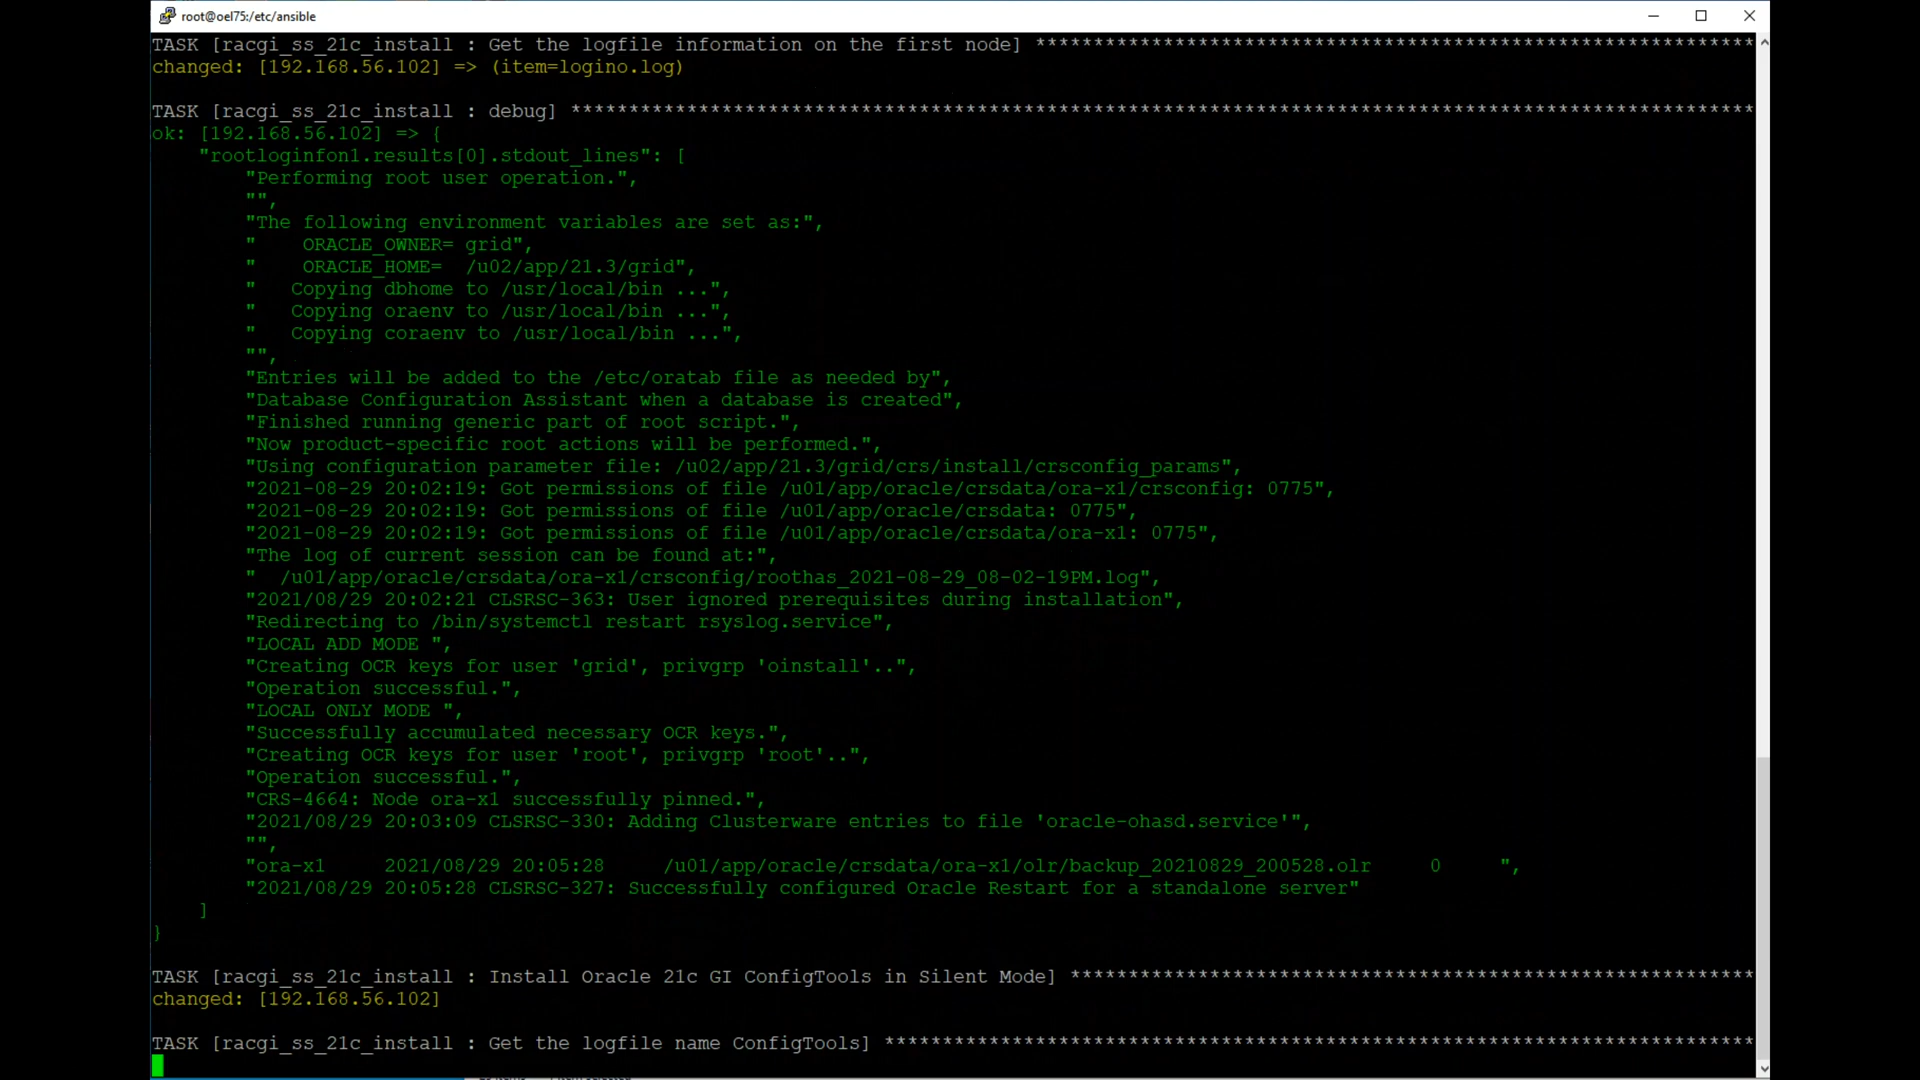 root@oel75:/etc/ansible
TASK [racgi_ss_21c_install : Get the logfile information on the first node] **************************************************************
changed: [192.168.56.102] => (item=logino.log)
TASK [racgi_ss_21c_install : debug] ******************************************************************************************************
ok: [192.168.56.102] => {
    "rootloginfon1.results[0].stdout_lines": [
        "Performing root user operation.",
        "",
        "The following environment variables are set as:",
        "    ORACLE_OWNER= grid",
        "    ORACLE_HOME=  /u02/app/21.3/grid",
        "   Copying dbhome to /usr/local/bin ...",
        "   Copying oraenv to /usr/local/bin ...",
        "   Copying coraenv to /usr/local/bin ...",
        "",
        "Entries will be added to the /etc/oratab file as needed by",
        "Database Configuration Assistant when a database is created",
        "Finished running generic part of root script.",
        "Now product-specific root actions will be performed.",
        "Using configuration parameter file: /u02/app/21.3/grid/crs/install/crsconfig_params",
        "2021-08-29 20:02:19: Got permissions of file /u01/app/oracle/crsdata/ora-x1/crsconfig: 0775",
        "2021-08-29 20:02:19: Got permissions of file /u01/app/oracle/crsdata: 0775",
        "2021-08-29 20:02:19: Got permissions of file /u01/app/oracle/crsdata/ora-x1: 0775",
        "The log of current session can be found at:",
        "  /u01/app/oracle/crsdata/ora-x1/crsconfig/roothas_2021-08-29_08-02-19PM.log",
        "2021/08/29 20:02:21 CLSRSC-363: User ignored prerequisites during installation",
        "Redirecting to /bin/systemctl restart rsyslog.service",
        "LOCAL ADD MODE ",
        "Creating OCR keys for user 'grid', privgrp 'oinstall'..",
        "Operation successful.",
        "LOCAL ONLY MODE ",
        "Successfully accumulated necessary OCR keys.",
        "Creating OCR keys for user 'root', privgrp 'root'..",
        "Operation successful.",
        "CRS-4664: Node ora-x1 successfully pinned.",
        "2021/08/29 20:03:09 CLSRSC-330: Adding Clusterware entries to file 'oracle-ohasd.service'",
        "",
        "ora-x1     2021/08/29 20:05:28     /u01/app/oracle/crsdata/ora-x1/olr/backup_20210829_200528.olr     0     ",
        "2021/08/29 20:05:28 CLSRSC-327: Successfully configured Oracle Restart for a standalone server"
    ]
}
TASK [racgi_ss_21c_install : Install Oracle 21c GI ConfigTools in Silent Mode] ***********************************************************
changed: [192.168.56.102]
TASK [racgi_ss_21c_install : Get the logfile name ConfigTools] ***************************************************************************